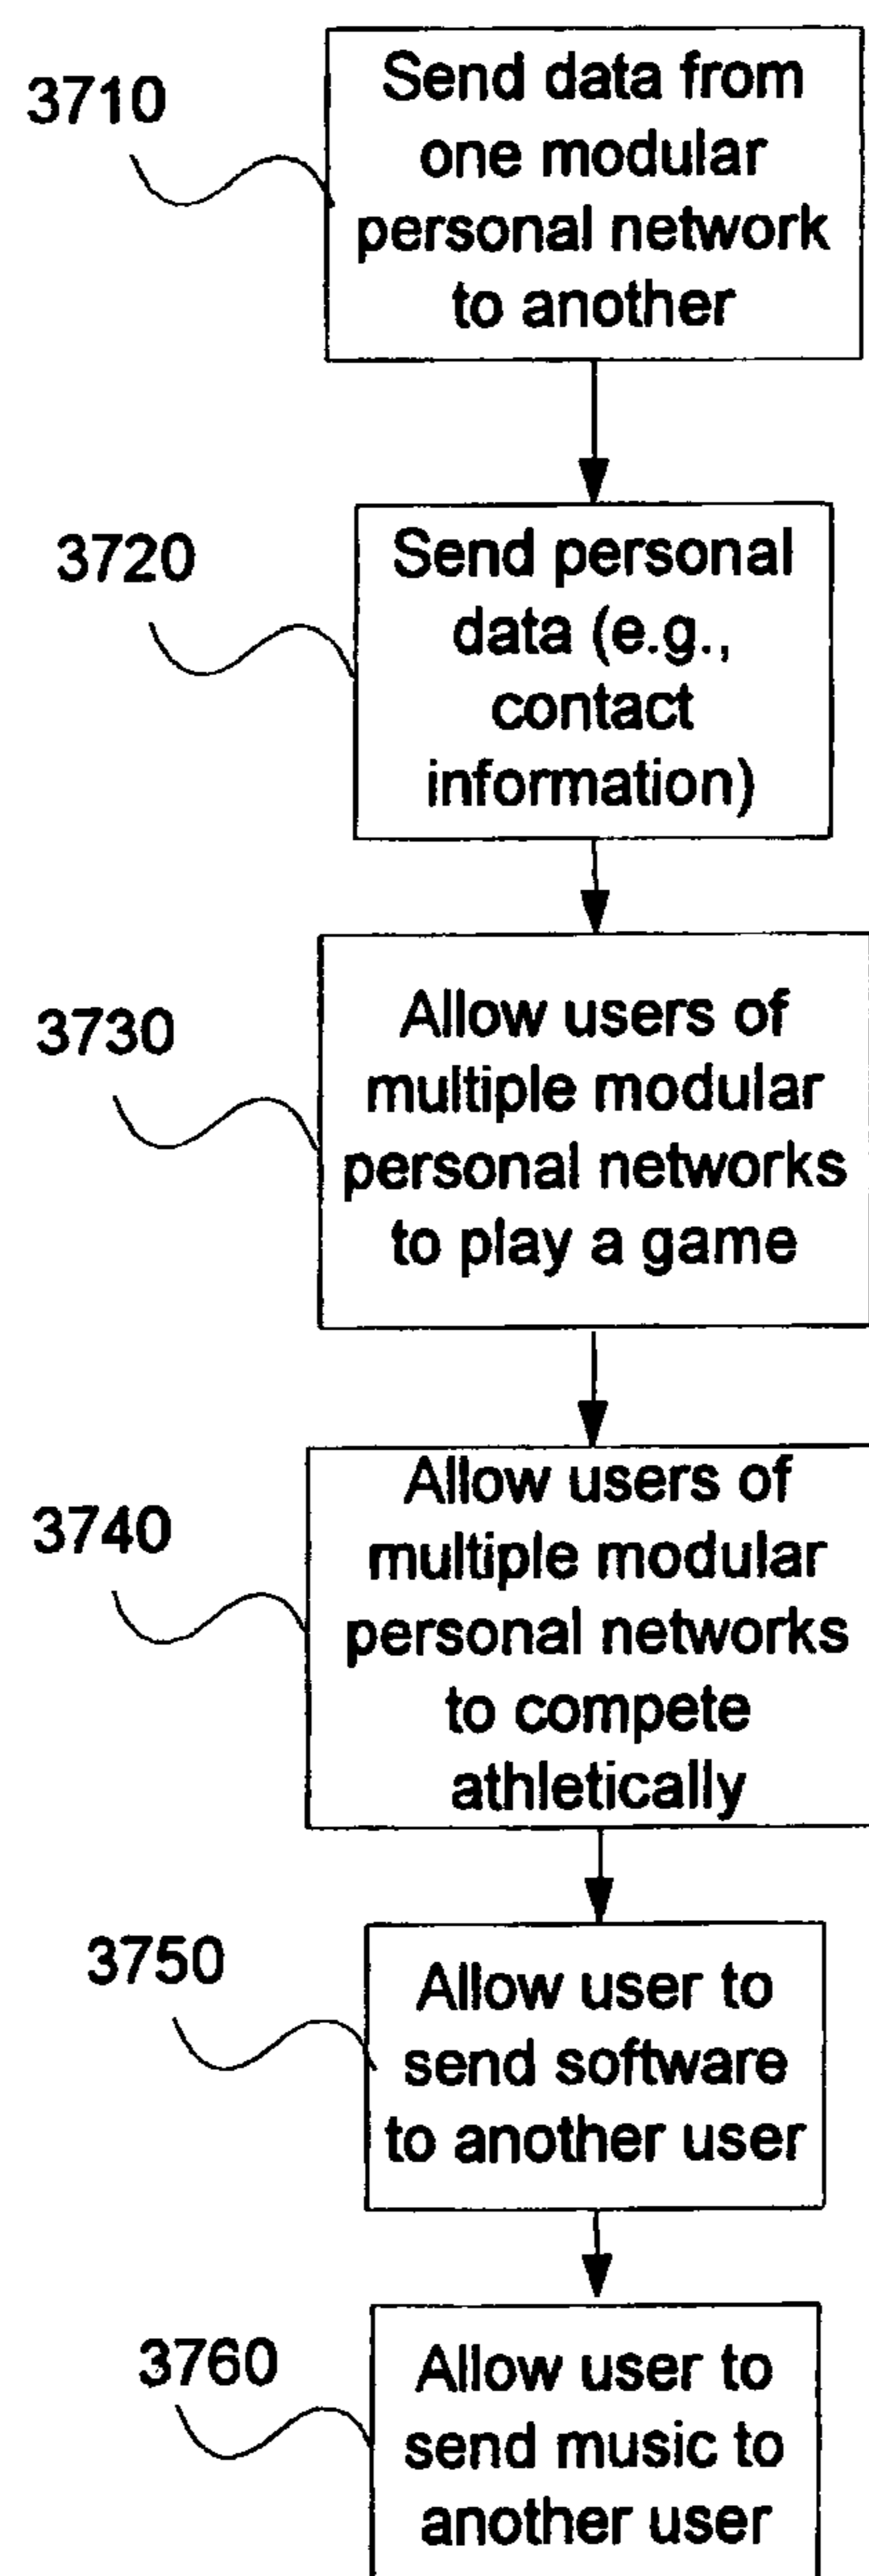 3710
Send data from
one modular
personal network
to another
3720
Send personal
data (e.g.,
contact
information)
3730
Allow users of
multiple modular
personal networks
to play a game
3740
Allow users of
multiple modular
personal networks
to compete
athletically
3750
Allow user to
send software
to another user
3760
Allow user to
send music to
another user